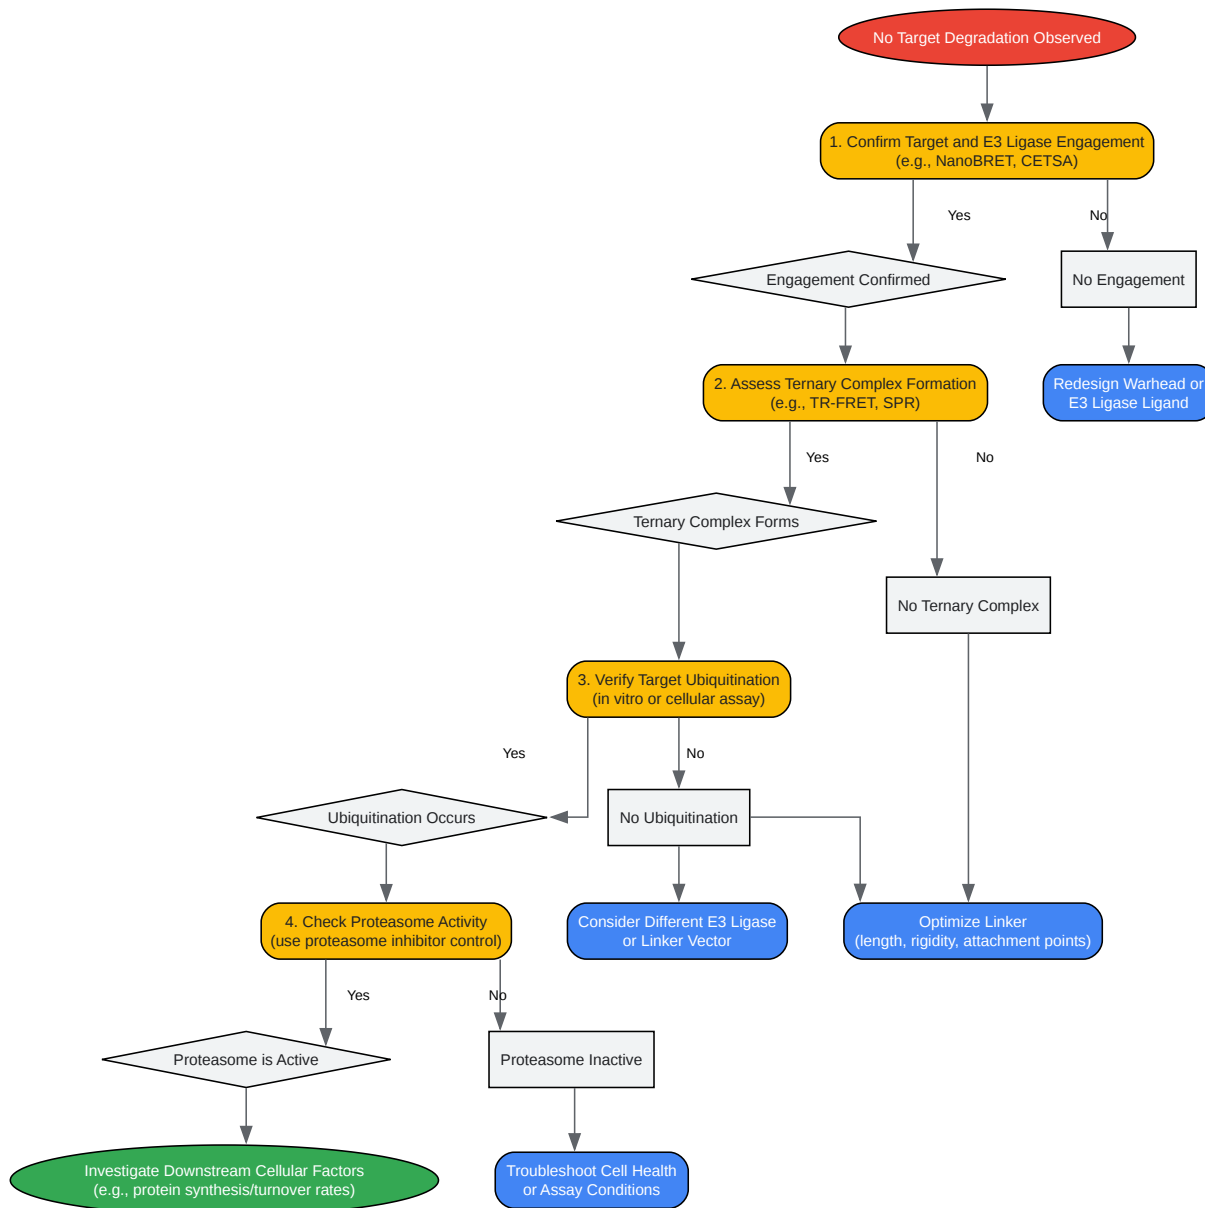 No Target Degradation Observed
1. Confirm Target and E3 Ligase Engagement
(e.g., NanoBRET, CETSA)
Yes
No
Engagement Confirmed
No Engagement
2. Assess Ternary Complex Formation
(e.g., TR-FRET, SPR)
Redesign Warhead or
E3 Ligase Ligand
Yes
No
Ternary Complex Forms
No Ternary Complex
3. Verify Target Ubiquitination
(in vitro or cellular assay)
Yes
No
Ubiquitination Occurs
No Ubiquitination
4. Check Proteasome Activity
(use proteasome inhibitor control)
Consider Different E3 Ligase
or Linker Vector
Optimize Linker
(length, rigidity, attachment points)
Yes
No
Proteasome is Active
Proteasome Inactive
Investigate Downstream Cellular Factors
(e.g., protein synthesis/turnover rates)
Troubleshoot Cell Health
or Assay Conditions